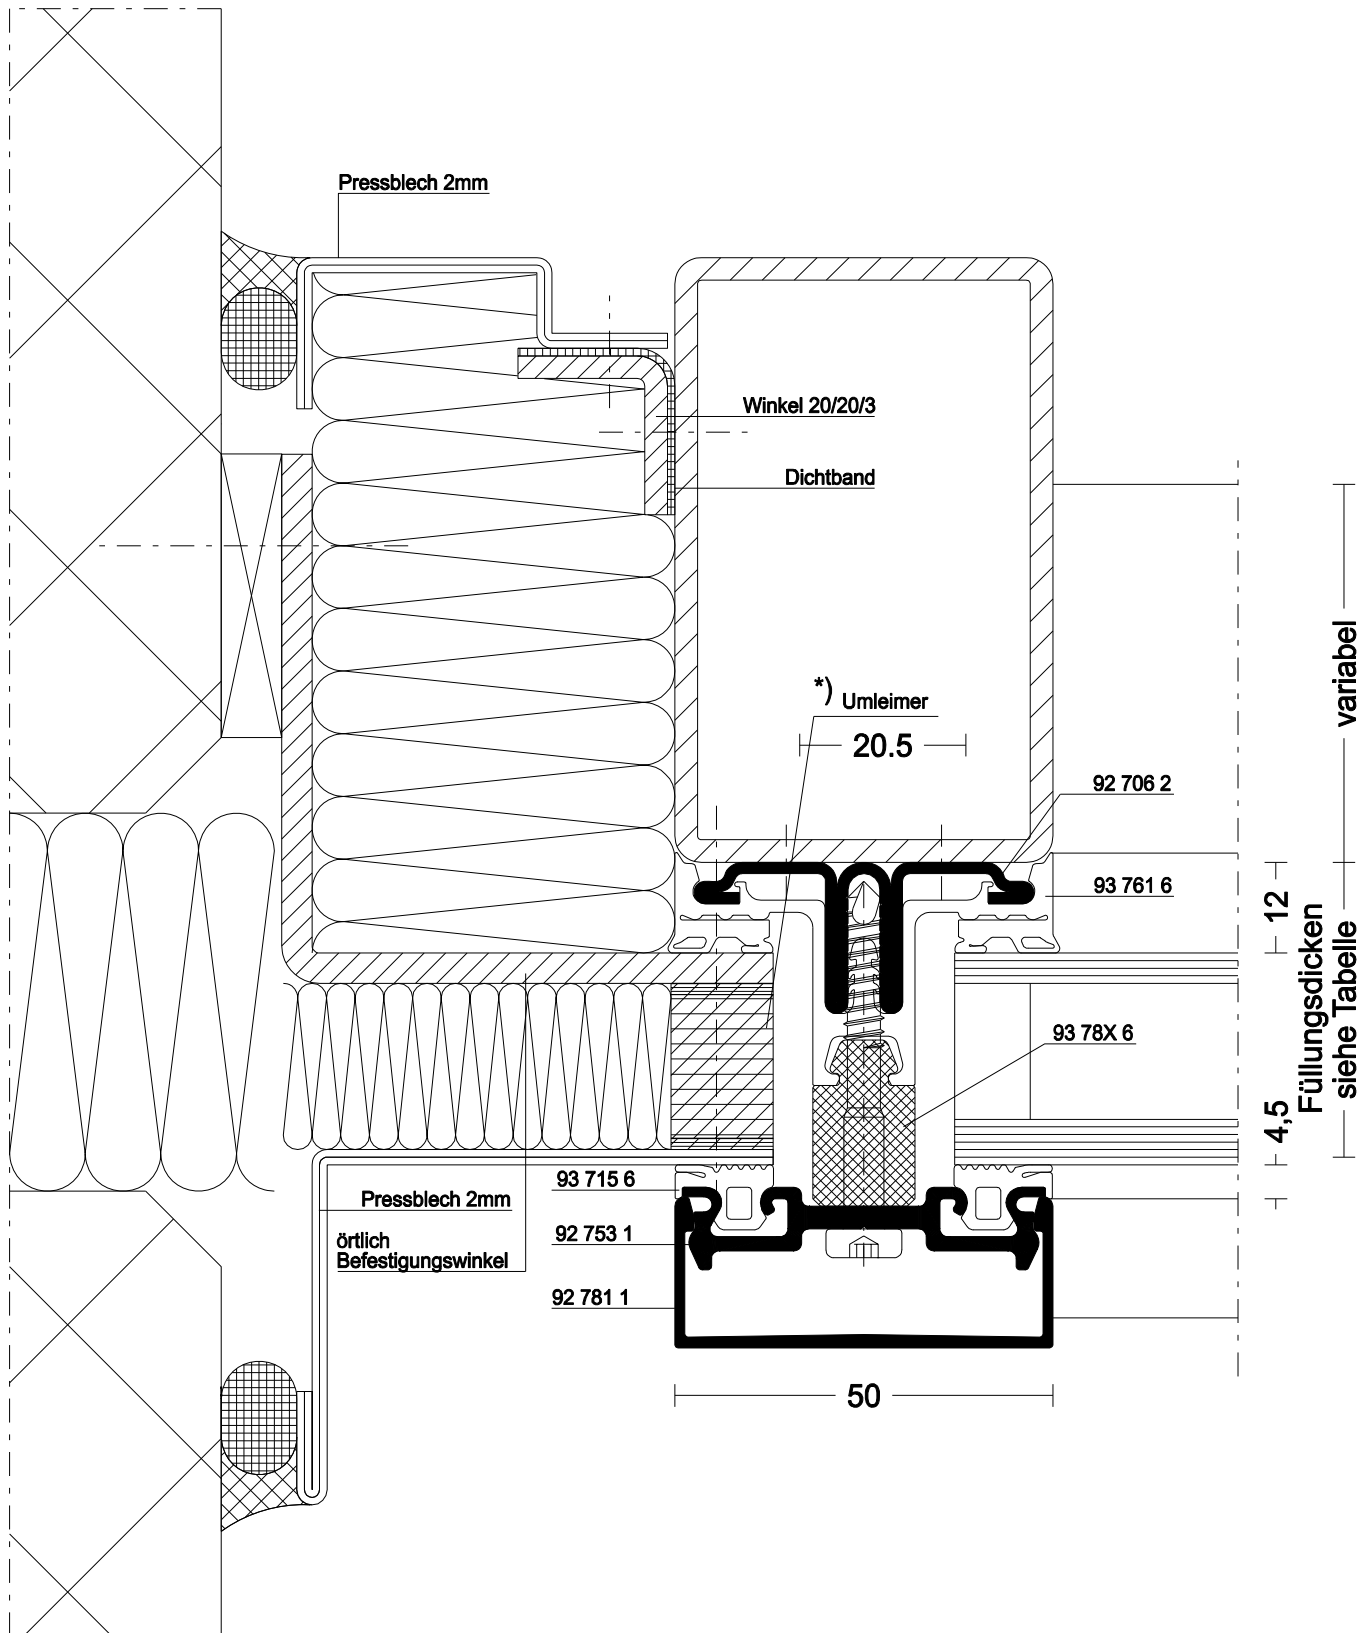 Pressblech 2mm
Winkel 20/20/3
Dichtband
variabel
*) Umleimer
20.5
92 706 2
93 761 6
12
Füllungsdicken
siehe Tabelle
93 78X 6
4,5
93 715 6
Pressblech 2mm
92 753 1
örtlich
Befestigungswinkel
92 781 1
50